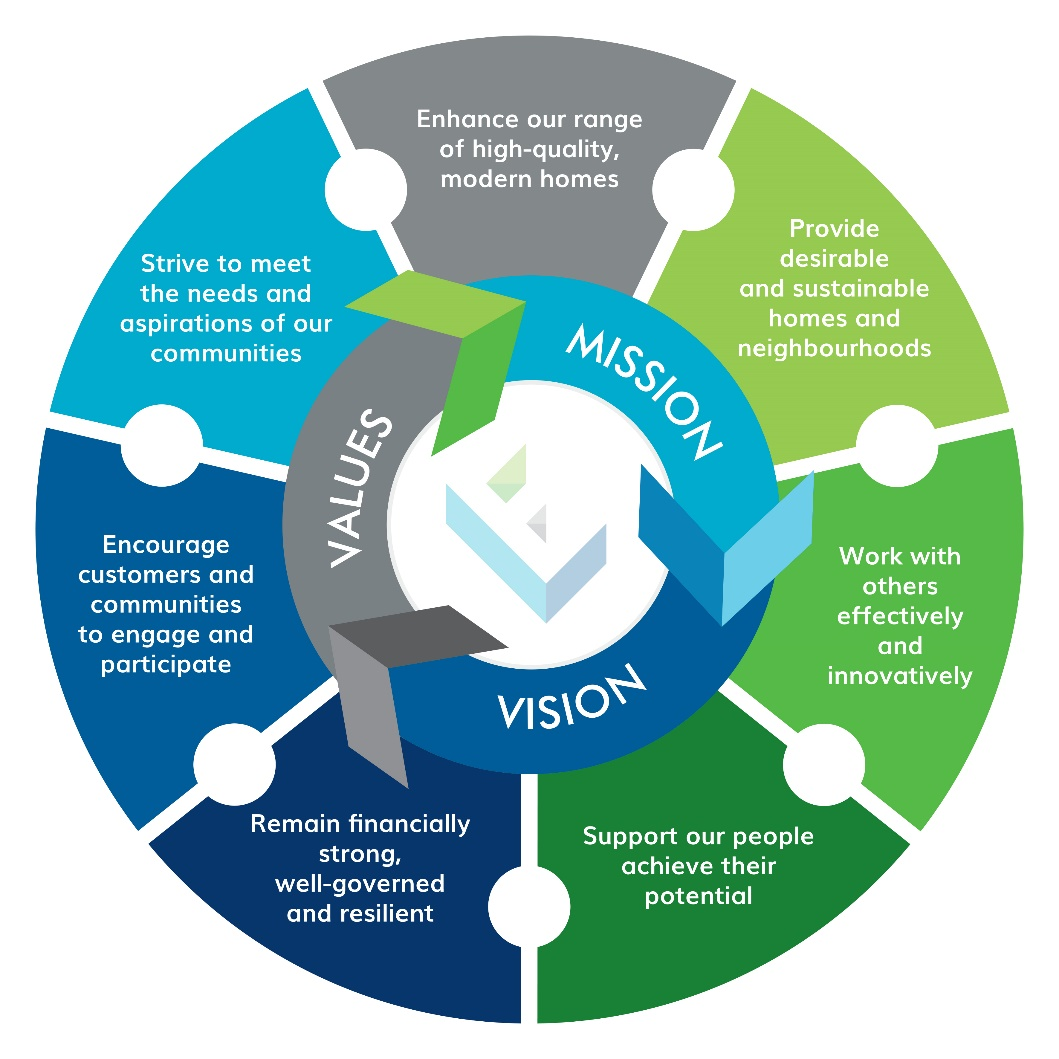 Enhance our range
of high-quality,
modern homes
Provide
desirable
and sustainable
homes and
neighbourhoods
Work with
others
effectively
and
innovatively
Support our people
achieve their
potential
Remain financially
strong,
well-governed
and resilient
Encourage
customers and
communities
to engage and
participate
Strive to meet
the needs and
aspirations of our
communities
MISSION
VISION
VALUES